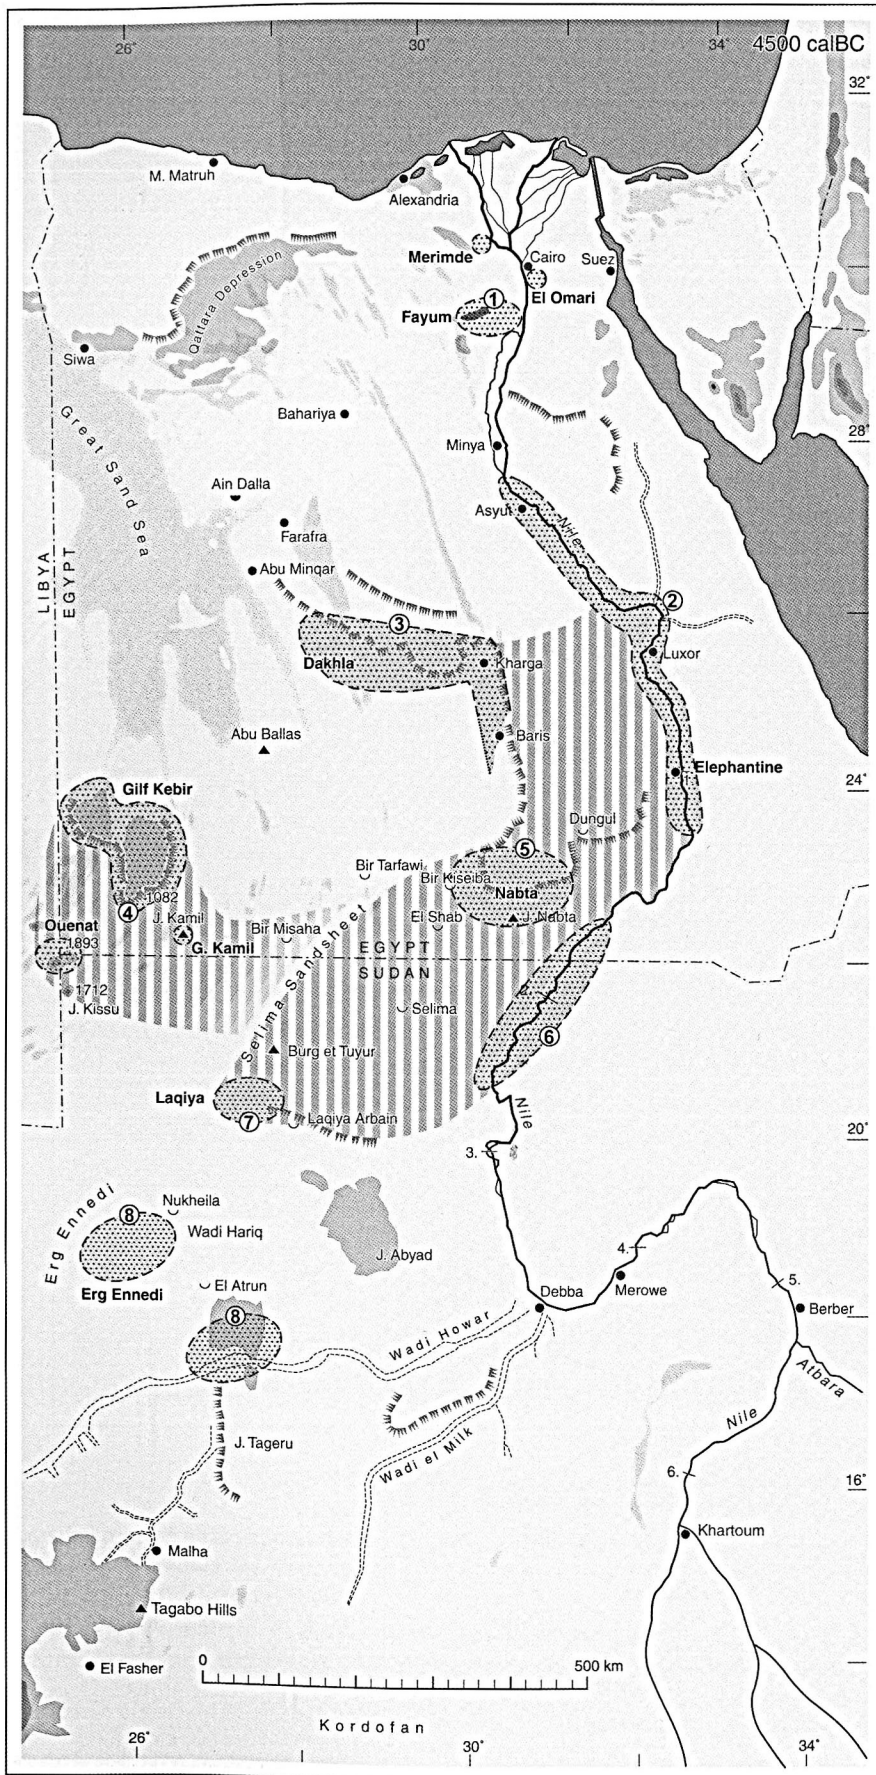 26°
30°
34°
4500 calBC
32°
M. Matruh
Alexandria
Merimde
Cairo
Suez
El Omari
1
Fayum
Qattara Depression
Siwa
Bahariya
Great Sand Sea
Minya
28°
Ain Dalla
Asyut
Nile
Farafra
Abu Minqar
LIBYA
EGYPT
2
3
Dakhla
Kharga
Luxor
Abu Ballas
Baris
Elephantine
1.
24°
Gilf Kebir
Dungul
5
Bir Tarfawi
Bir Kiseiba
Nabta
1082
4
J. Kamil
El Shab
J. Nabta
Ouenat
1893
G. Kamil
Bir Misaha
EGYPT
SUDAN
Selima Sandsheet
1712
J. Kissu
Selima
2.
6
Burg et Tuyur
Laqiya
7
Laqiya Arbain
Nile
20°
3.
Erg Ennedi
8
Nukheila
Wadi Hariq
J. Abyad
4.
Erg Ennedi
El Atrun
Debba
Merowe
5.
Berber
8
Wadi Howar
Atbara
Nile
J. Tageru
Wadi el Milk
6.
16°
Khartoum
Malha
Tagabo Hills
El Fasher
0
500 km
Kordofan
26°
30°
34°